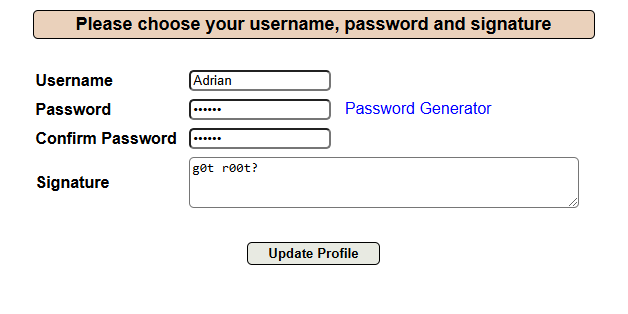 Please choose your username, password and signature
Username Adrian
Password •••••• Password Generator
Confirm Password ••••••
Signature g0t r00t?
Update Profile